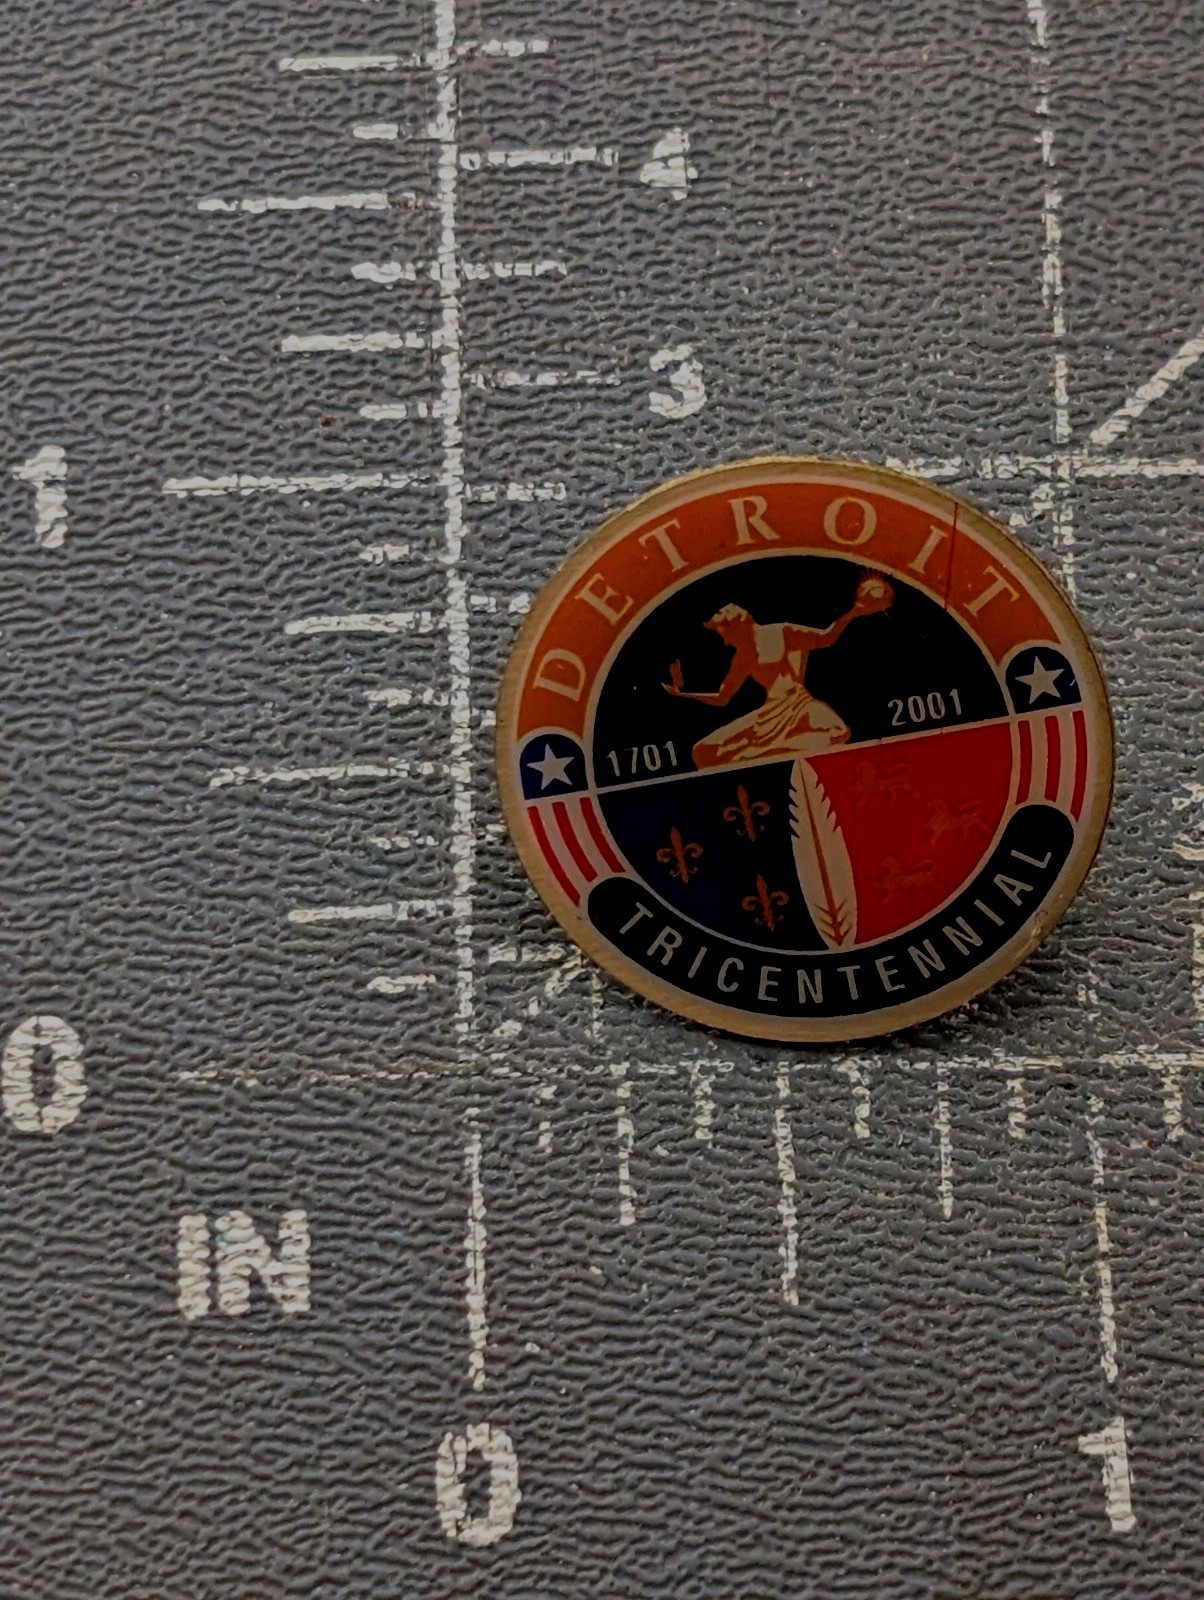 4
3
1
DETROIT
2001
1701
TRICENTENNIAL
0
IN
0
1